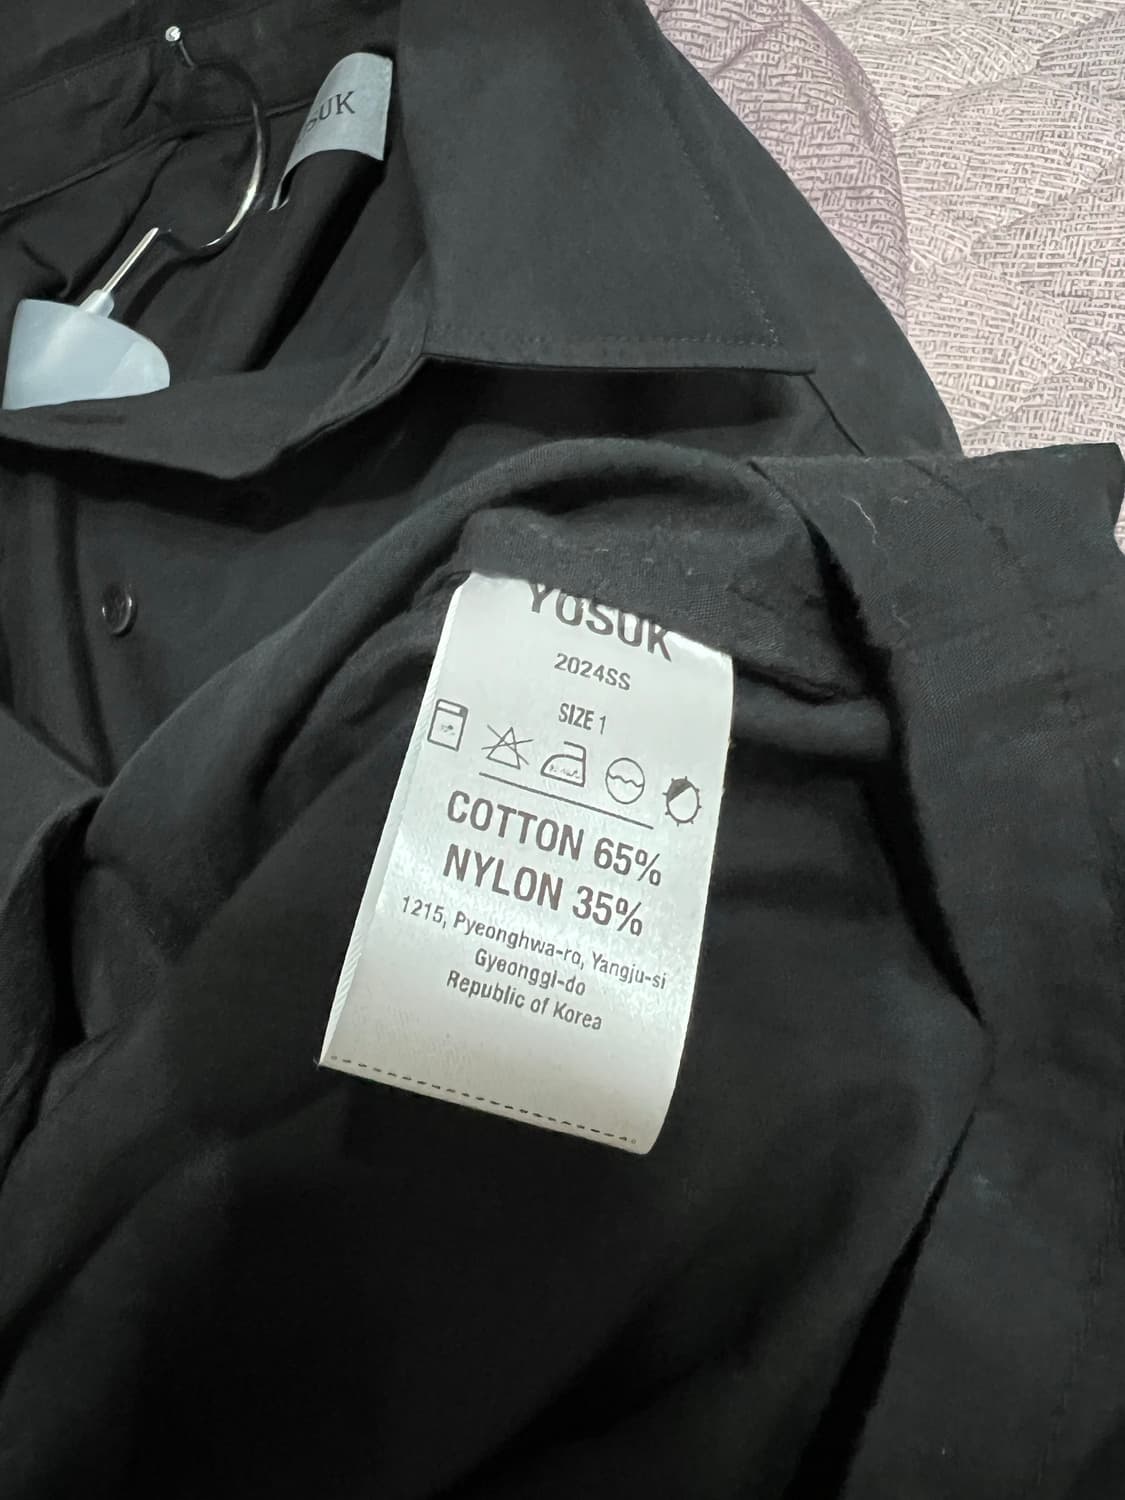 YOSUK
2024SS
SIZE 1
COTTON 65%
NYLON 35%
1215, Pyeonghwa-ro, Yangju-si
Gyeonggi-do
Republic of Korea